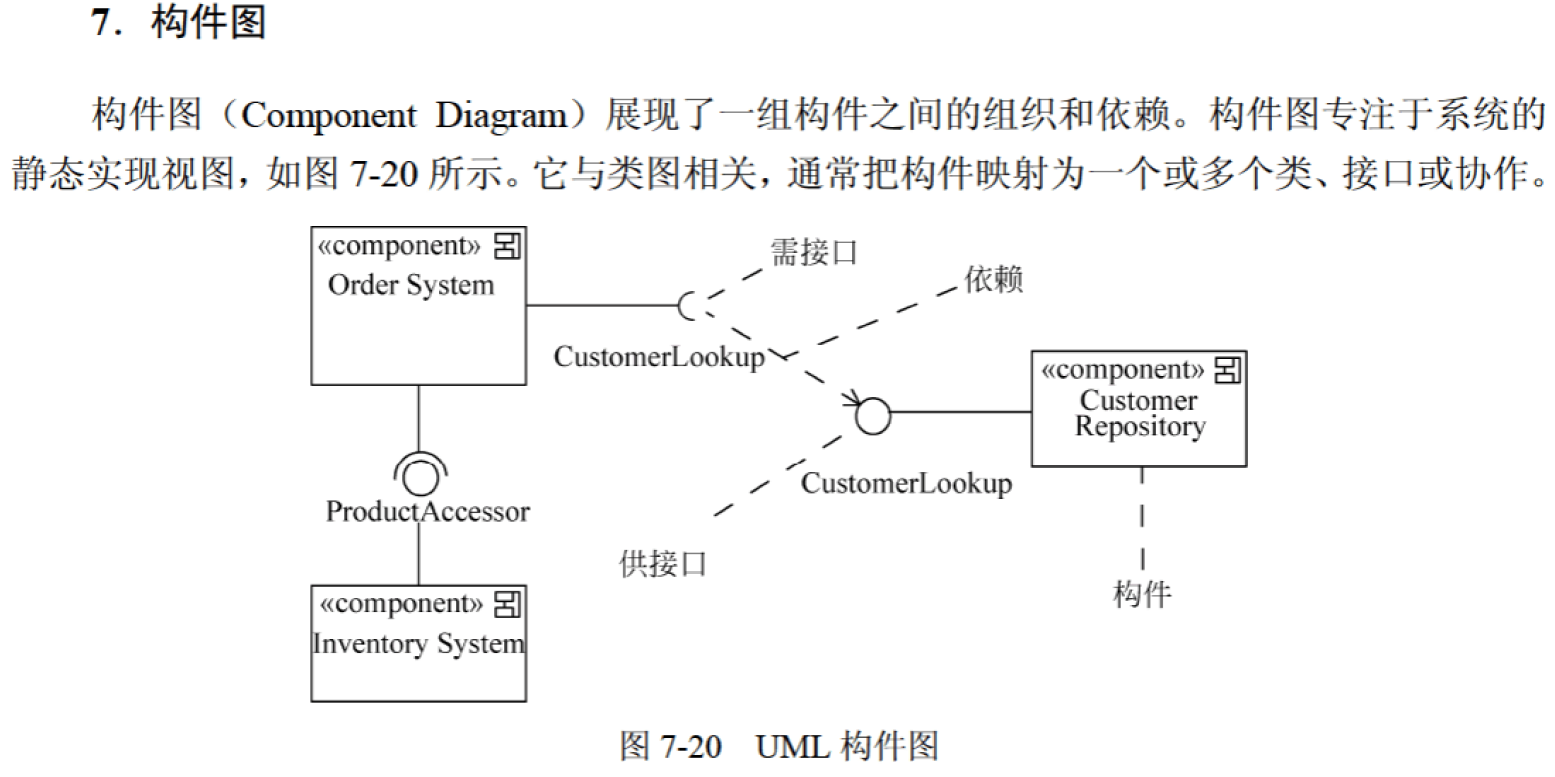 7．构件图
构件图（Component Diagram）展现了一组构件之间的组织和依赖。构件图专注于系统的
静态实现视图，如图 7-20 所示。它与类图相关，通常把构件映射为一个或多个类、接口或协作。
«component»
Order System
需接口
依赖
CustomerLookup
«component»
Customer
Repository
ProductAccessor
CustomerLookup
供接口
构件
«component»
Inventory System
图 7-20 UML 构件图